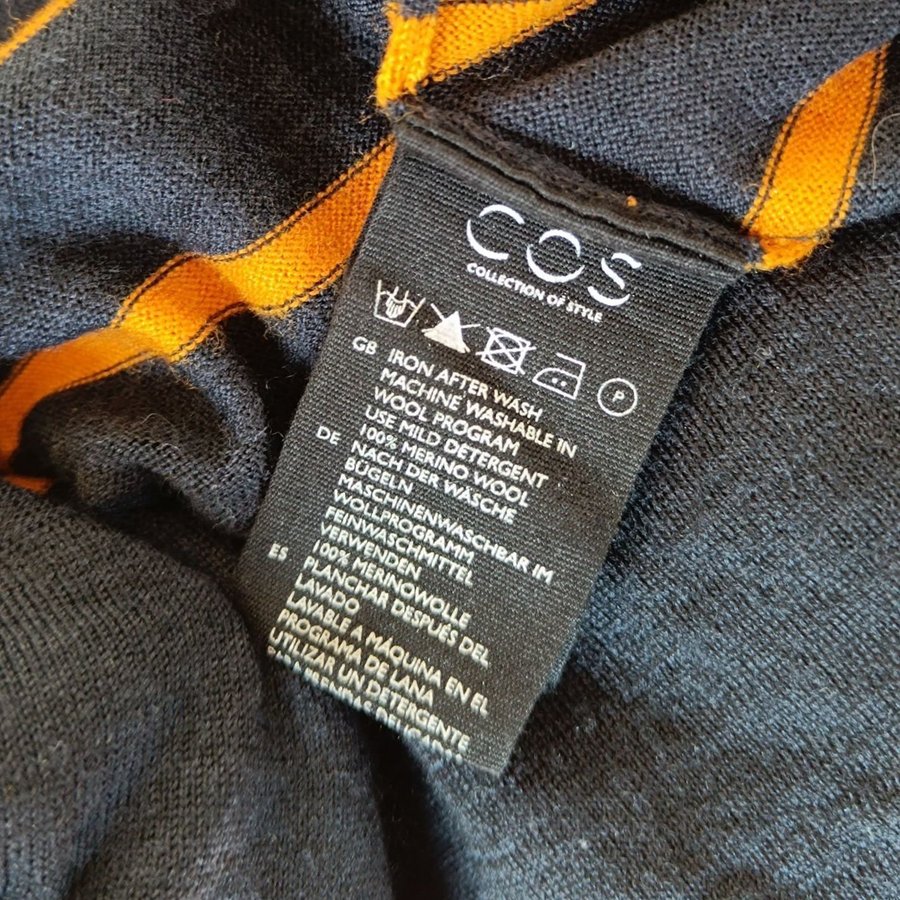 COS
COLLECTION OF STYLE
P
GB IRON AFTER WASH
MACHINE WASHABLE IN
WOOL PROGRAM
USE MILD DETERGENT
100% MERINO WOOL
DE NACH DER WÄSCHE
BÜGELN
MASCHINENWASCHBAR IM
WOLLPROGRAMM
FEINWASCHMITTEL
VERWENDEN
100% MERINOWOLLE
ES PLANCHAR DESPUÉS DEL
LAVADO
LAVABLE A MÁQUINA EN EL
PROGRAMA DE LANA
UTILIZAR UN DETERGENTE